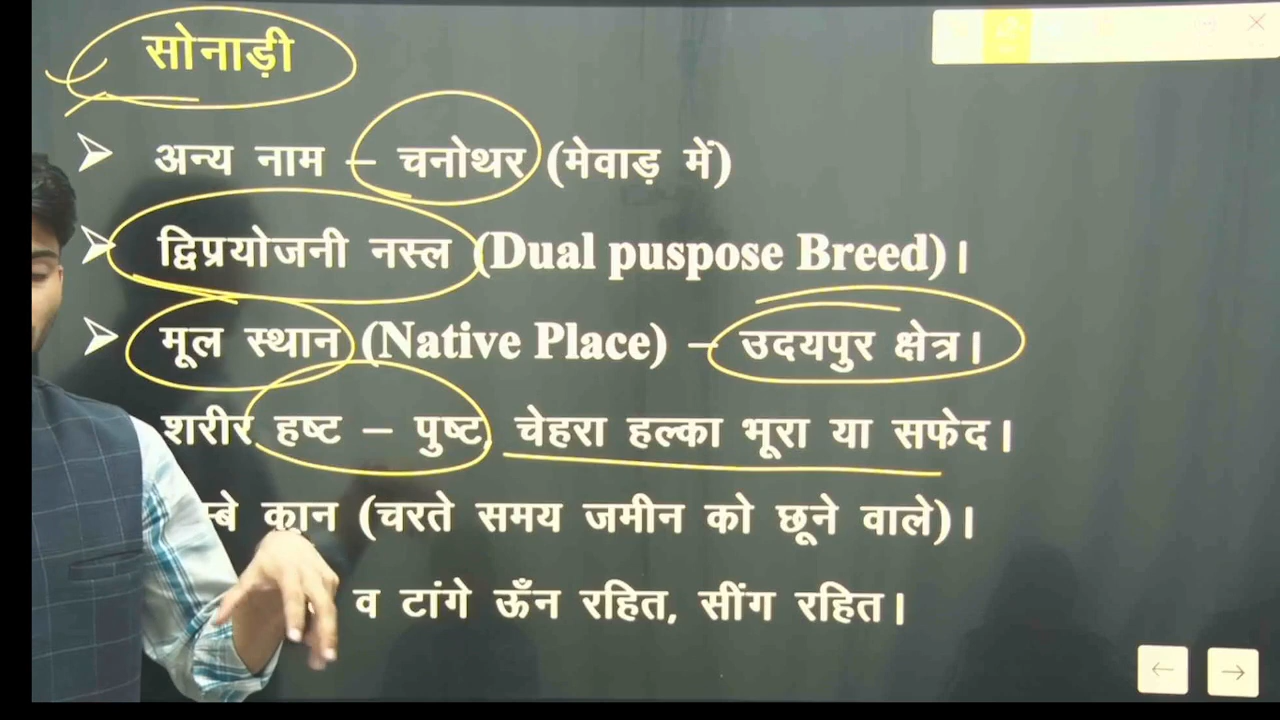 सोनाड़ी
अन्य नाम – चनोथर (मेवाड़ में)
द्विप्रयोजनी नस्ल (Dual puspose Breed)।
मूल स्थान (Native Place) – उदयपुर क्षेत्र।
शरीर हष्ट – पुष्ट, चेहरा हल्का भूरा या सफेद।
कान (चरते समय जमीन को छूने वाले)।
व टांगे ऊँन रहित, सींग रहित।